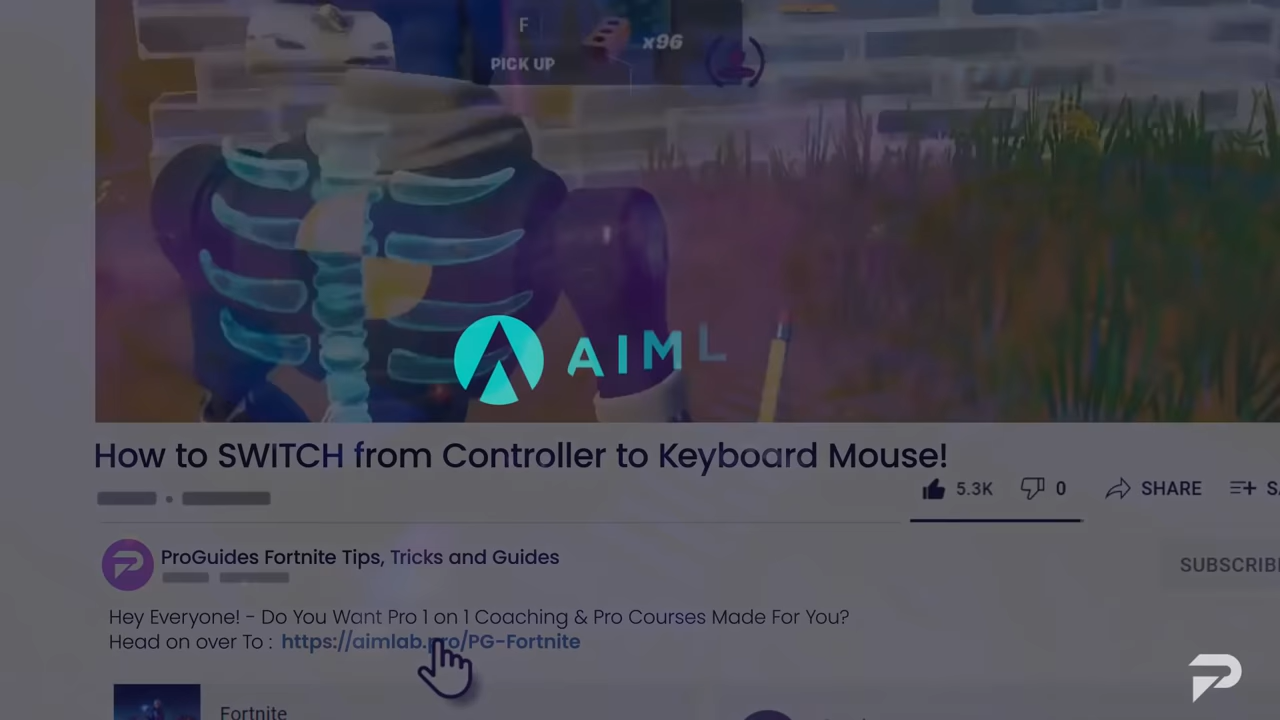 F
x96
PICK UP
AIML
How to SWITCH from Controller to Keyboard Mouse!
5.3K 0 SHARE
ProGuides Fortnite Tips, Tricks and Guides
SUBSCRIB
Hey Everyone! - Do You Want Pro 1 on 1 Coaching & Pro Courses Made For You?
Head on over To : https://aimlab.pro/PG-Fortnite
Fortnite